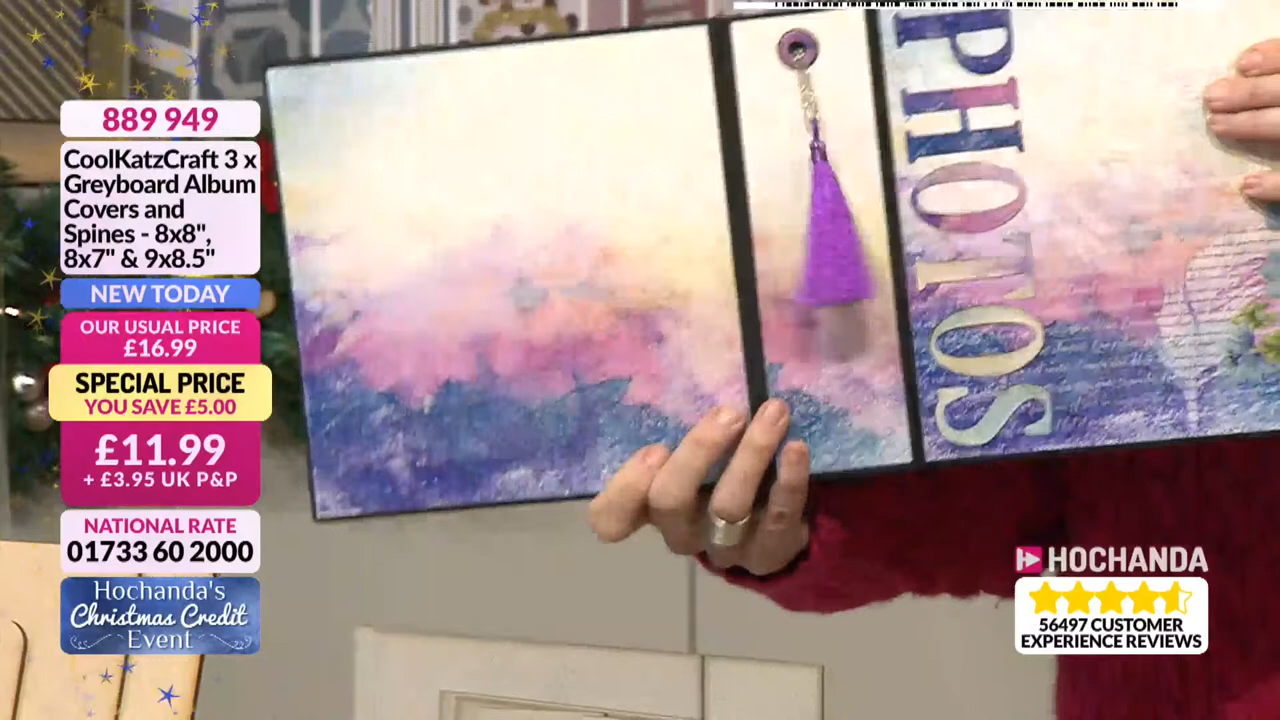 889 949
CoolKatzCraft 3 x
Greyboard Album
Covers and
Spines - 8x8",
8x7" & 9x8.5"
NEW TODAY
OUR USUAL PRICE
£16.99
SPECIAL PRICE
YOU SAVE £5.00
£11.99
+ £3.95 UK P&P
NATIONAL RATE
01733 60 2000
Hochanda's
Christmas Credit
Event
PHOTOS
HOCHANDA
56497 CUSTOMER
EXPERIENCE REVIEWS